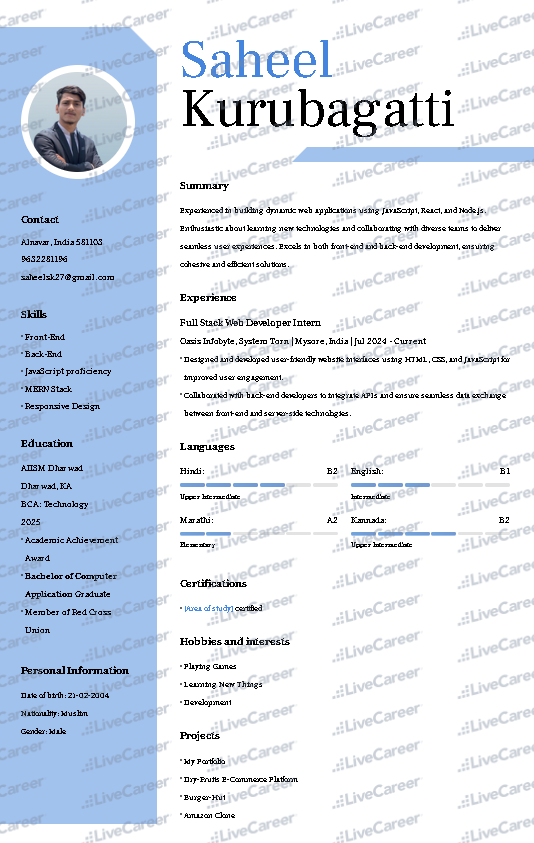 Saheel
Kurubagatti
Contact
Alnavar, India 581103
9632281196
saheelsk27@gmail.com
Skills
• Front-End
• Back-End
• JavaScript proficiency
• MERN Stack
• Responsive Design
Education
AIISM Dharwad
Dharwad, KA
BCA: Technology
2025
• Academic Achievement
Award
• Bachelor of Computer
Application Graduate
• Member of Red Cross
Union
Personal Information
Date of birth: 21-02-2004
Nationality: Muslim
Gender: Male
Summary
Experienced in building dynamic web applications using JavaScript, React, and Node.js.
Enthusiastic about learning new technologies and collaborating with diverse teams to deliver
seamless user experiences. Excels in both front-end and back-end development, ensuring
cohesive and efficient solutions.
Experience
Full Stack Web Developer Intern
Oasis Infobyte, System Torn | Mysore, India | Jul 2024 - Current
• Designed and developed user-friendly website interfaces using HTML, CSS, and JavaScript for
improved user engagement.
• Collaborated with back-end developers to integrate APIs and ensure seamless data exchange
between front-end and server-side technologies.
Languages
Hindi: B2
Upper Intermediate
English: B1
Intermediate
Marathi: A2
Elementary
Kannada: B2
Upper Intermediate
Certifications
• [Area of study] certified
Hobbies and interests
• Playing Games
• Learning New Things
• Development
Projects
• My Portfolio
• Dry-Fruits E-Commerce Platform
• Burger-Hut
• Amazon Clone
LiveCareer